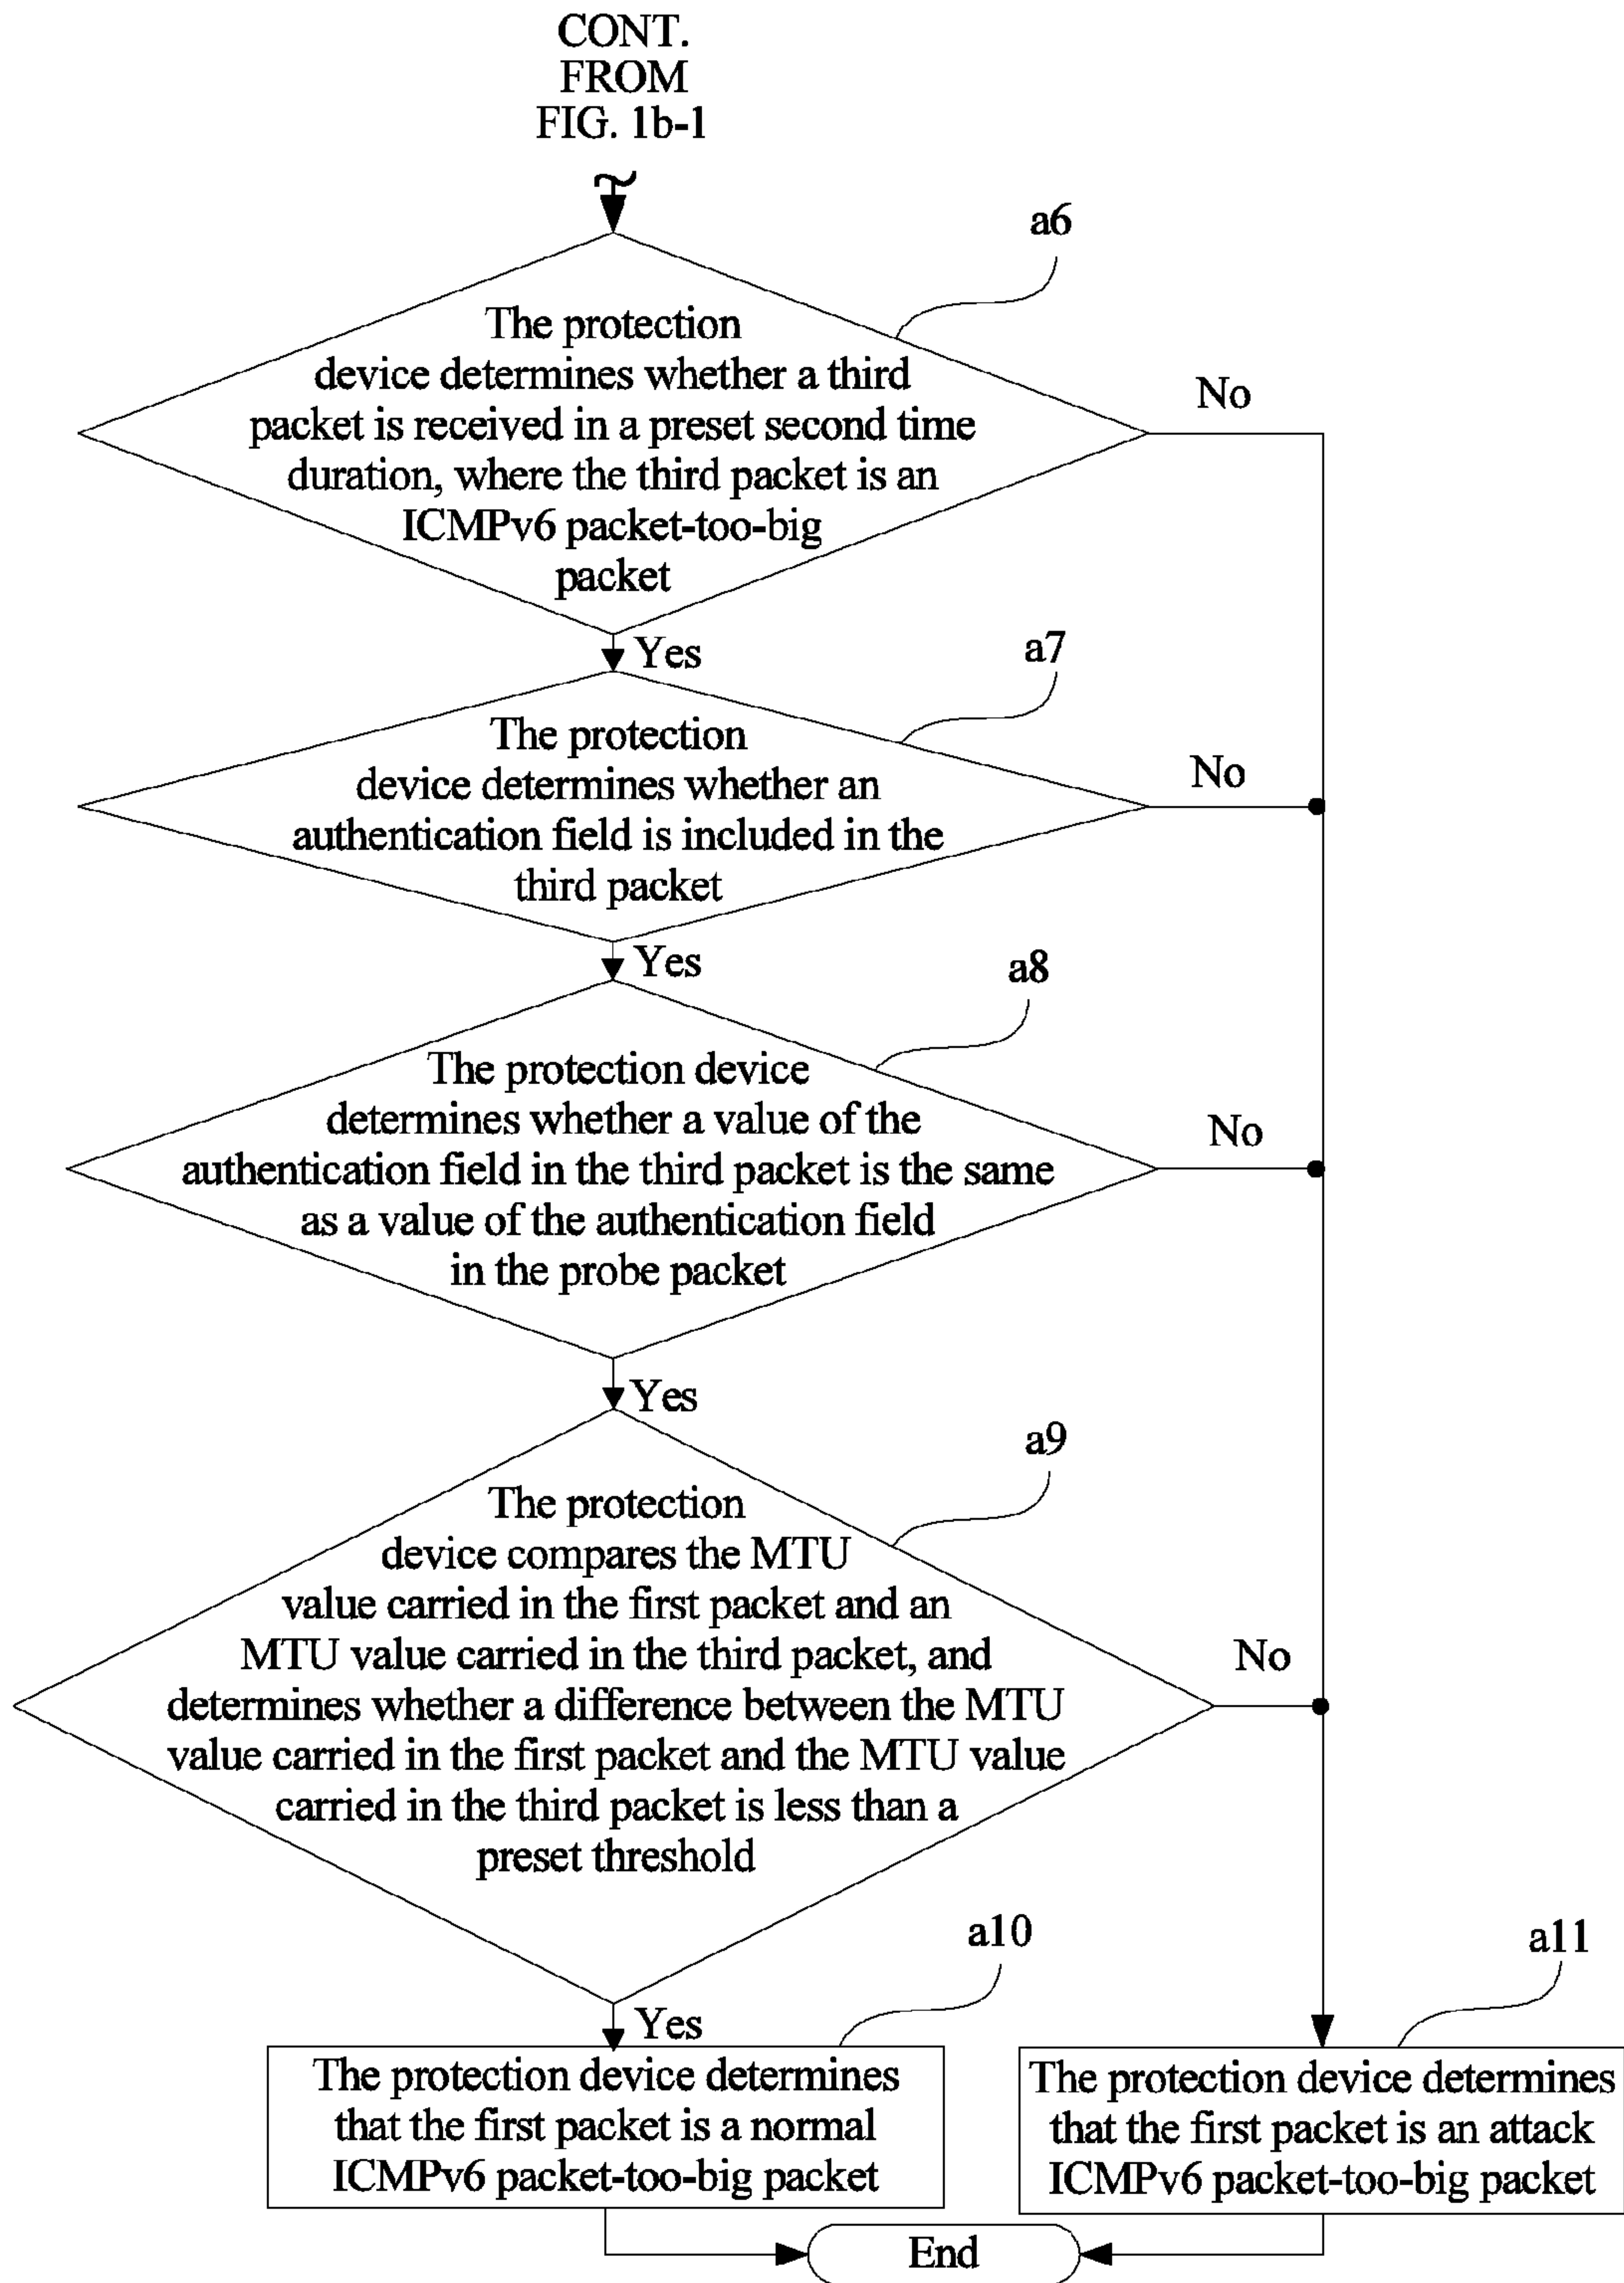 CONT.
FROM
FIG. 1b-1
a6
The protection
device determines whether a third
packet is received in a preset second time
duration, where the third packet is an
ICMPv6 packet-too-big
packet
No
Yes
a7
The protection
device determines whether an
authentication field is included in the
third packet
No
Yes
a8
The protection device
determines whether a value of the
authentication field in the third packet is the same
as a value of the authentication field
in the probe packet
No
Yes
a9
The protection
device compares the MTU
value carried in the first packet and an
MTU value carried in the third packet, and
determines whether a difference between the MTU
value carried in the first packet and the MTU value
carried in the third packet is less than a
preset threshold
No
Yes
a10
The protection device determines
that the first packet is a normal
ICMPv6 packet-too-big packet
a11
The protection device determines
that the first packet is an attack
ICMPv6 packet-too-big packet
End